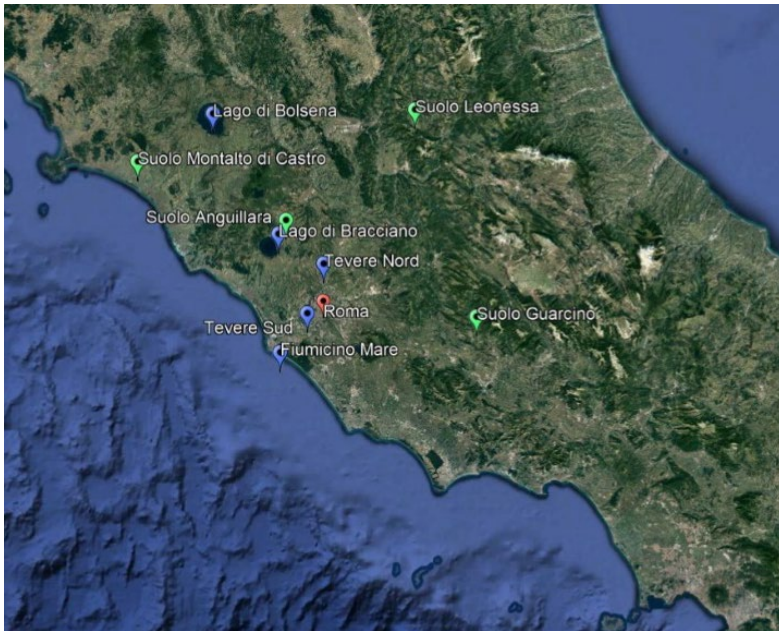 Suolo Leonessa
Lago di Bolsena
Suolo Montalto di Castro
Suolo Anguillara
Lago di Bracciano
Tevere Nord
Roma
Suolo Guarcino
Tevere Sud
Fiumicino Mare